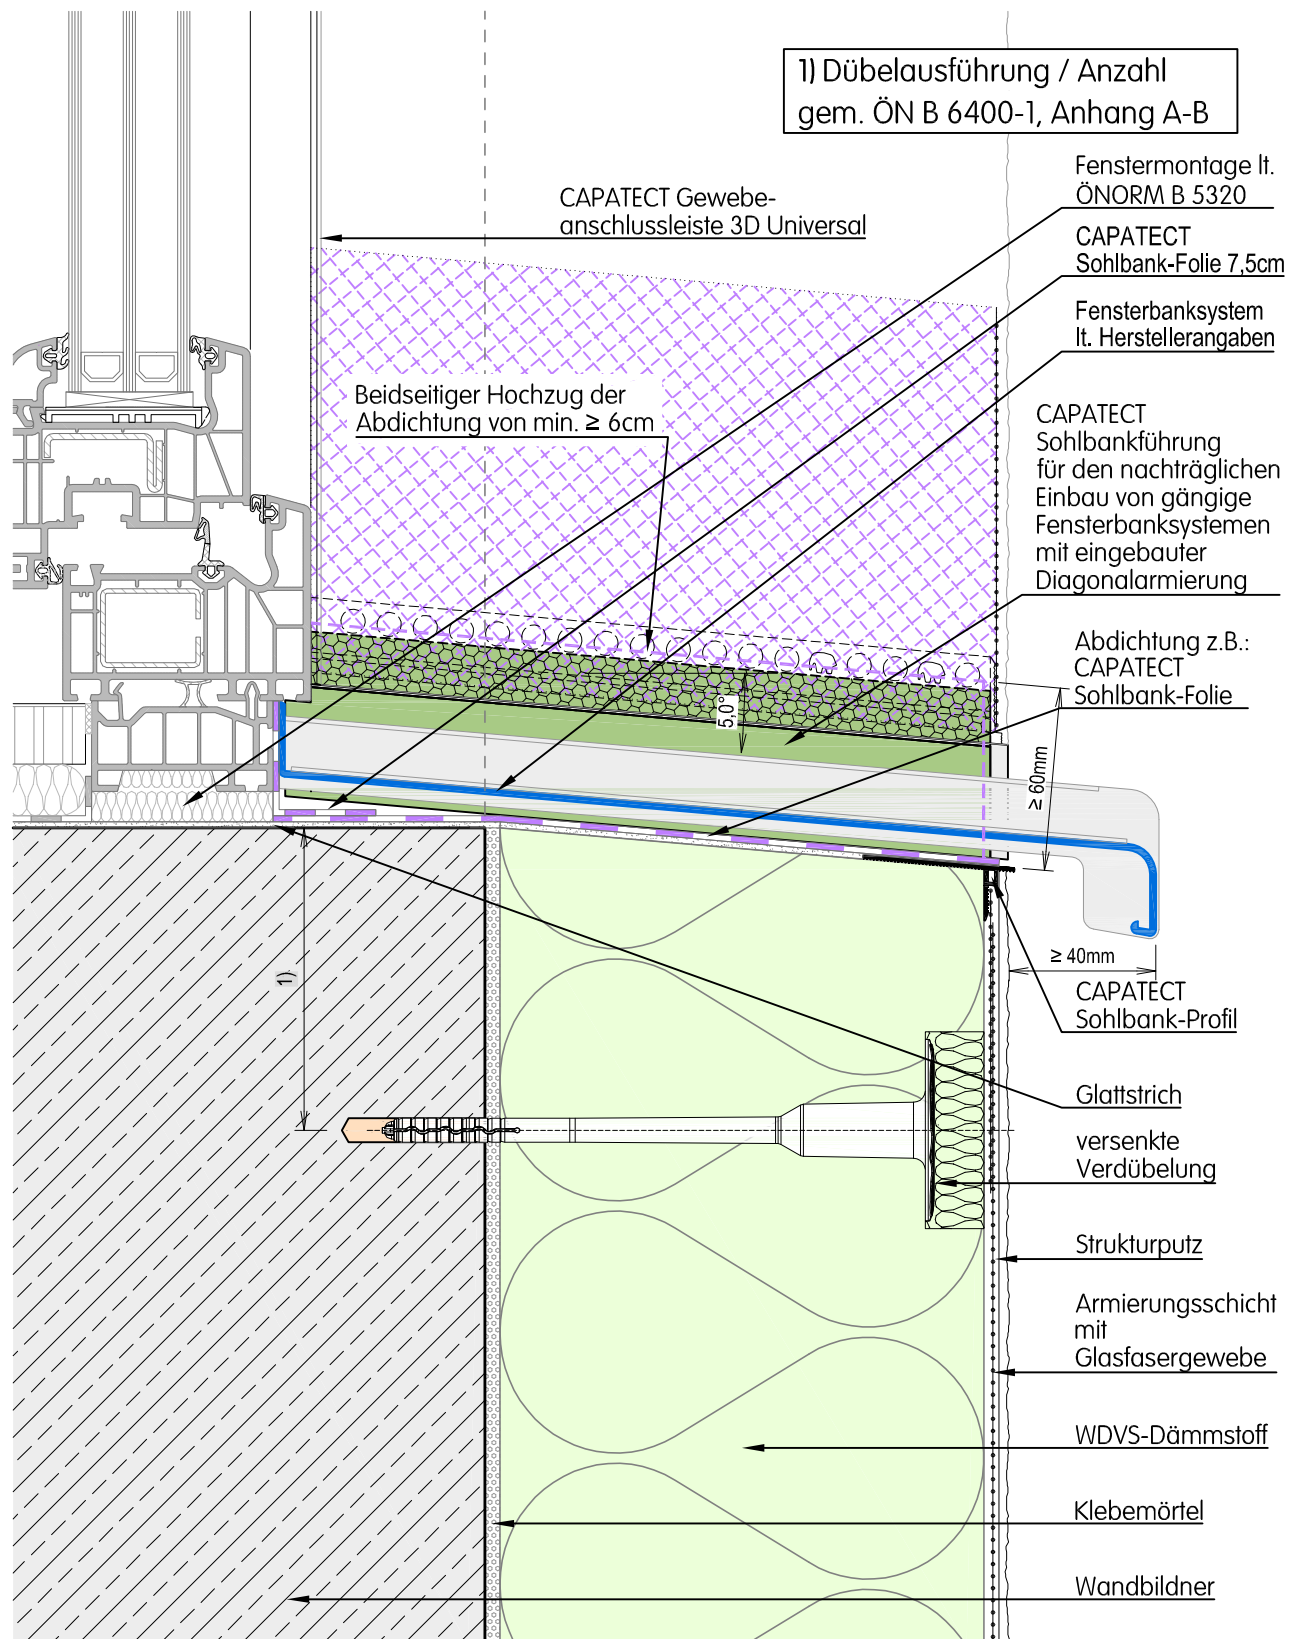 1) Dübelausführung / Anzahl
gem. ÖN B 6400-1, Anhang A-B
Fenstermontage lt.
ÖNORM B 5320
CAPATECT Gewebe-
anschlussleiste 3D Universal
CAPATECT
Sohlbank-Folie 7,5cm
Fensterbanksystem
lt. Herstellerangaben
Beidseitiger Hochzug der
Abdichtung von min. ≥ 6cm
CAPATECT
Sohlbankführung
für den nachträglichen
Einbau von gängige
Fensterbanksystemen
mit eingebauter
Diagonalarmierung
Abdichtung z.B.:
CAPATECT
Sohlbank-Folie
5,0°
≥ 60mm
≥ 40mm
1)
CAPATECT
Sohlbank-Profil
Glattstrich
versenkte
Verdübelung
Strukturputz
Armierungsschicht
mit
Glasfasergewebe
WDVS-Dämmstoff
Klebemörtel
Wandbildner